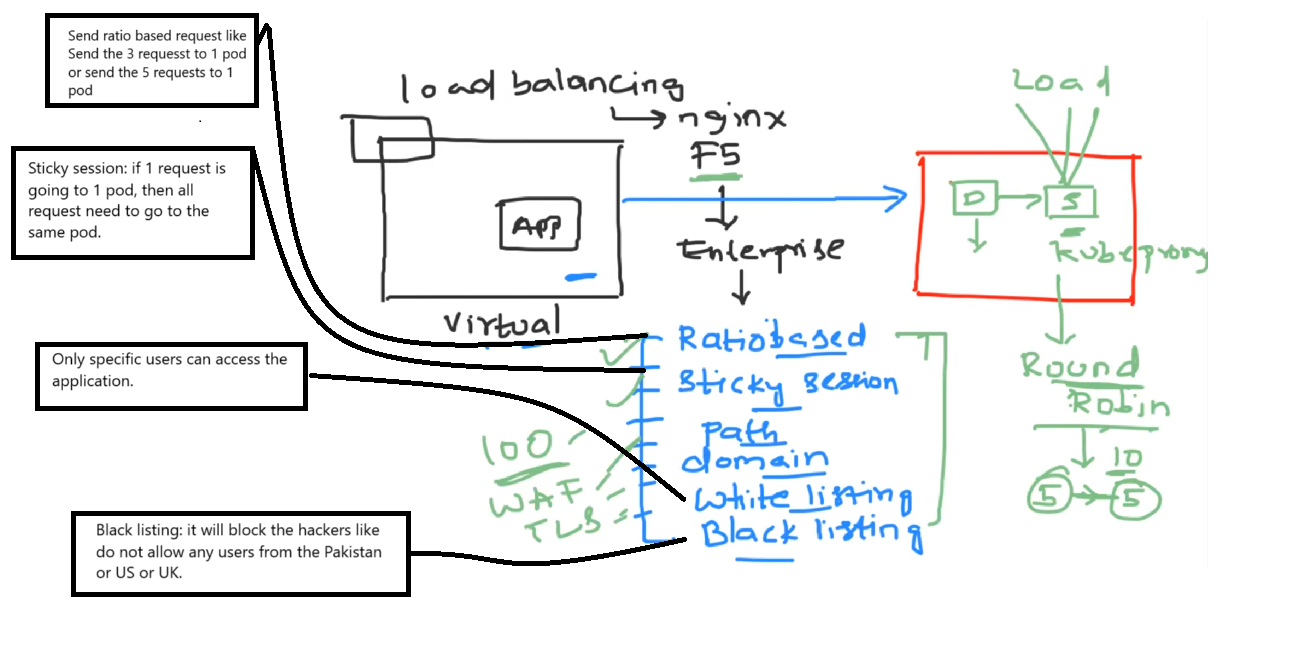 Send ratio based request like
Send the 3 requesst to 1 pod
or send the 5 requests to 1
pod
Sticky session: if 1 request is
going to 1 pod, then all
request need to go to the
same pod.
Only specific users can access the
application.
Black listing: it will block the hackers like
do not allow any users from the Pakistan
or US or UK.
load balancing
nginx
F5
APP
Enterprise
Virtual
Ratio based
Sticky session
Path
domain
White listing
Black listing
100
WAF
TLS
Load
D
S
Kubeproxy
Round
Robin
10
5
5